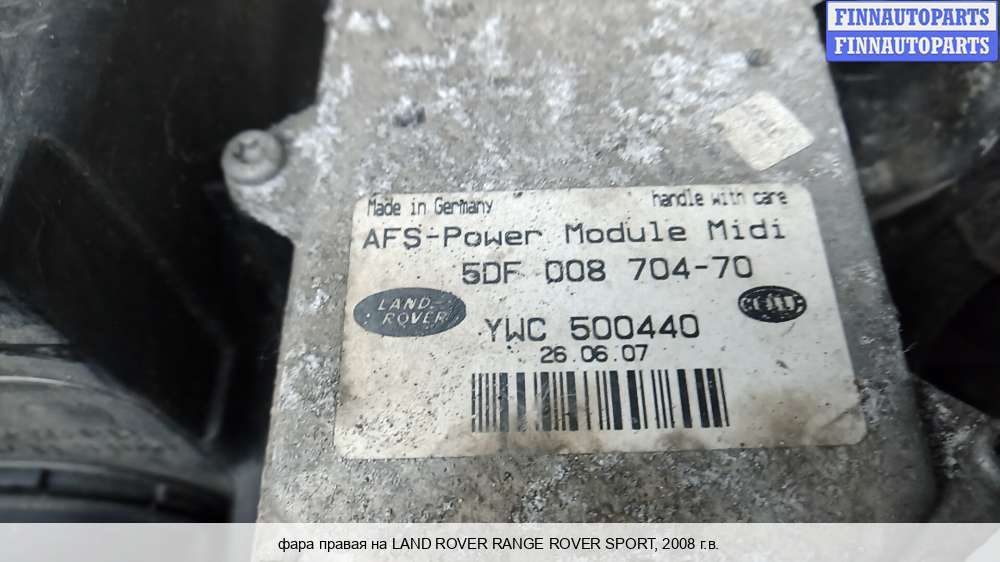 FINNAUTOPARTS
FINNAUTOPARTS
Made in Germany handle with care
AFS-Power Module Midi
5DF 008 704-70
LAND-
ROVER
HELLA
YWC 500440
26.06.07
фара правая на LAND ROVER RANGE ROVER SPORT, 2008 г.в.